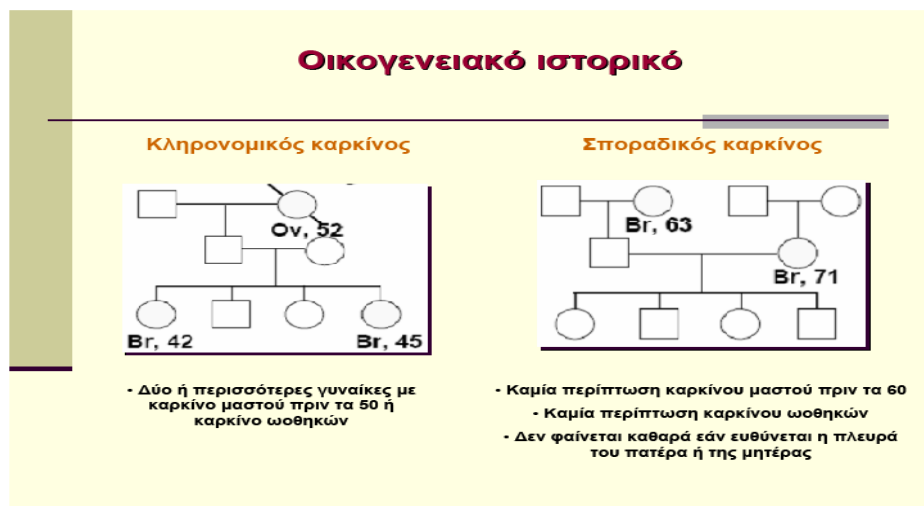 Οικογενειακό ιστορικό
Κληρονομικός καρκίνος
Ov, 52
Br, 42
Br, 45
- Δύο ή περισσότερες γυναίκες με
καρκίνο μαστού πριν τα 50 ή
καρκίνο ωοθηκών
Σποραδικός καρκίνος
Br, 63
Br, 71
- Καμία περίπτωση καρκίνου μαστού πριν τα 60
- Καμία περίπτωση καρκίνου ωοθηκών
- Δεν φαίνεται καθαρά εάν ευθύνεται η πλευρά
του πατέρα ή της μητέρας